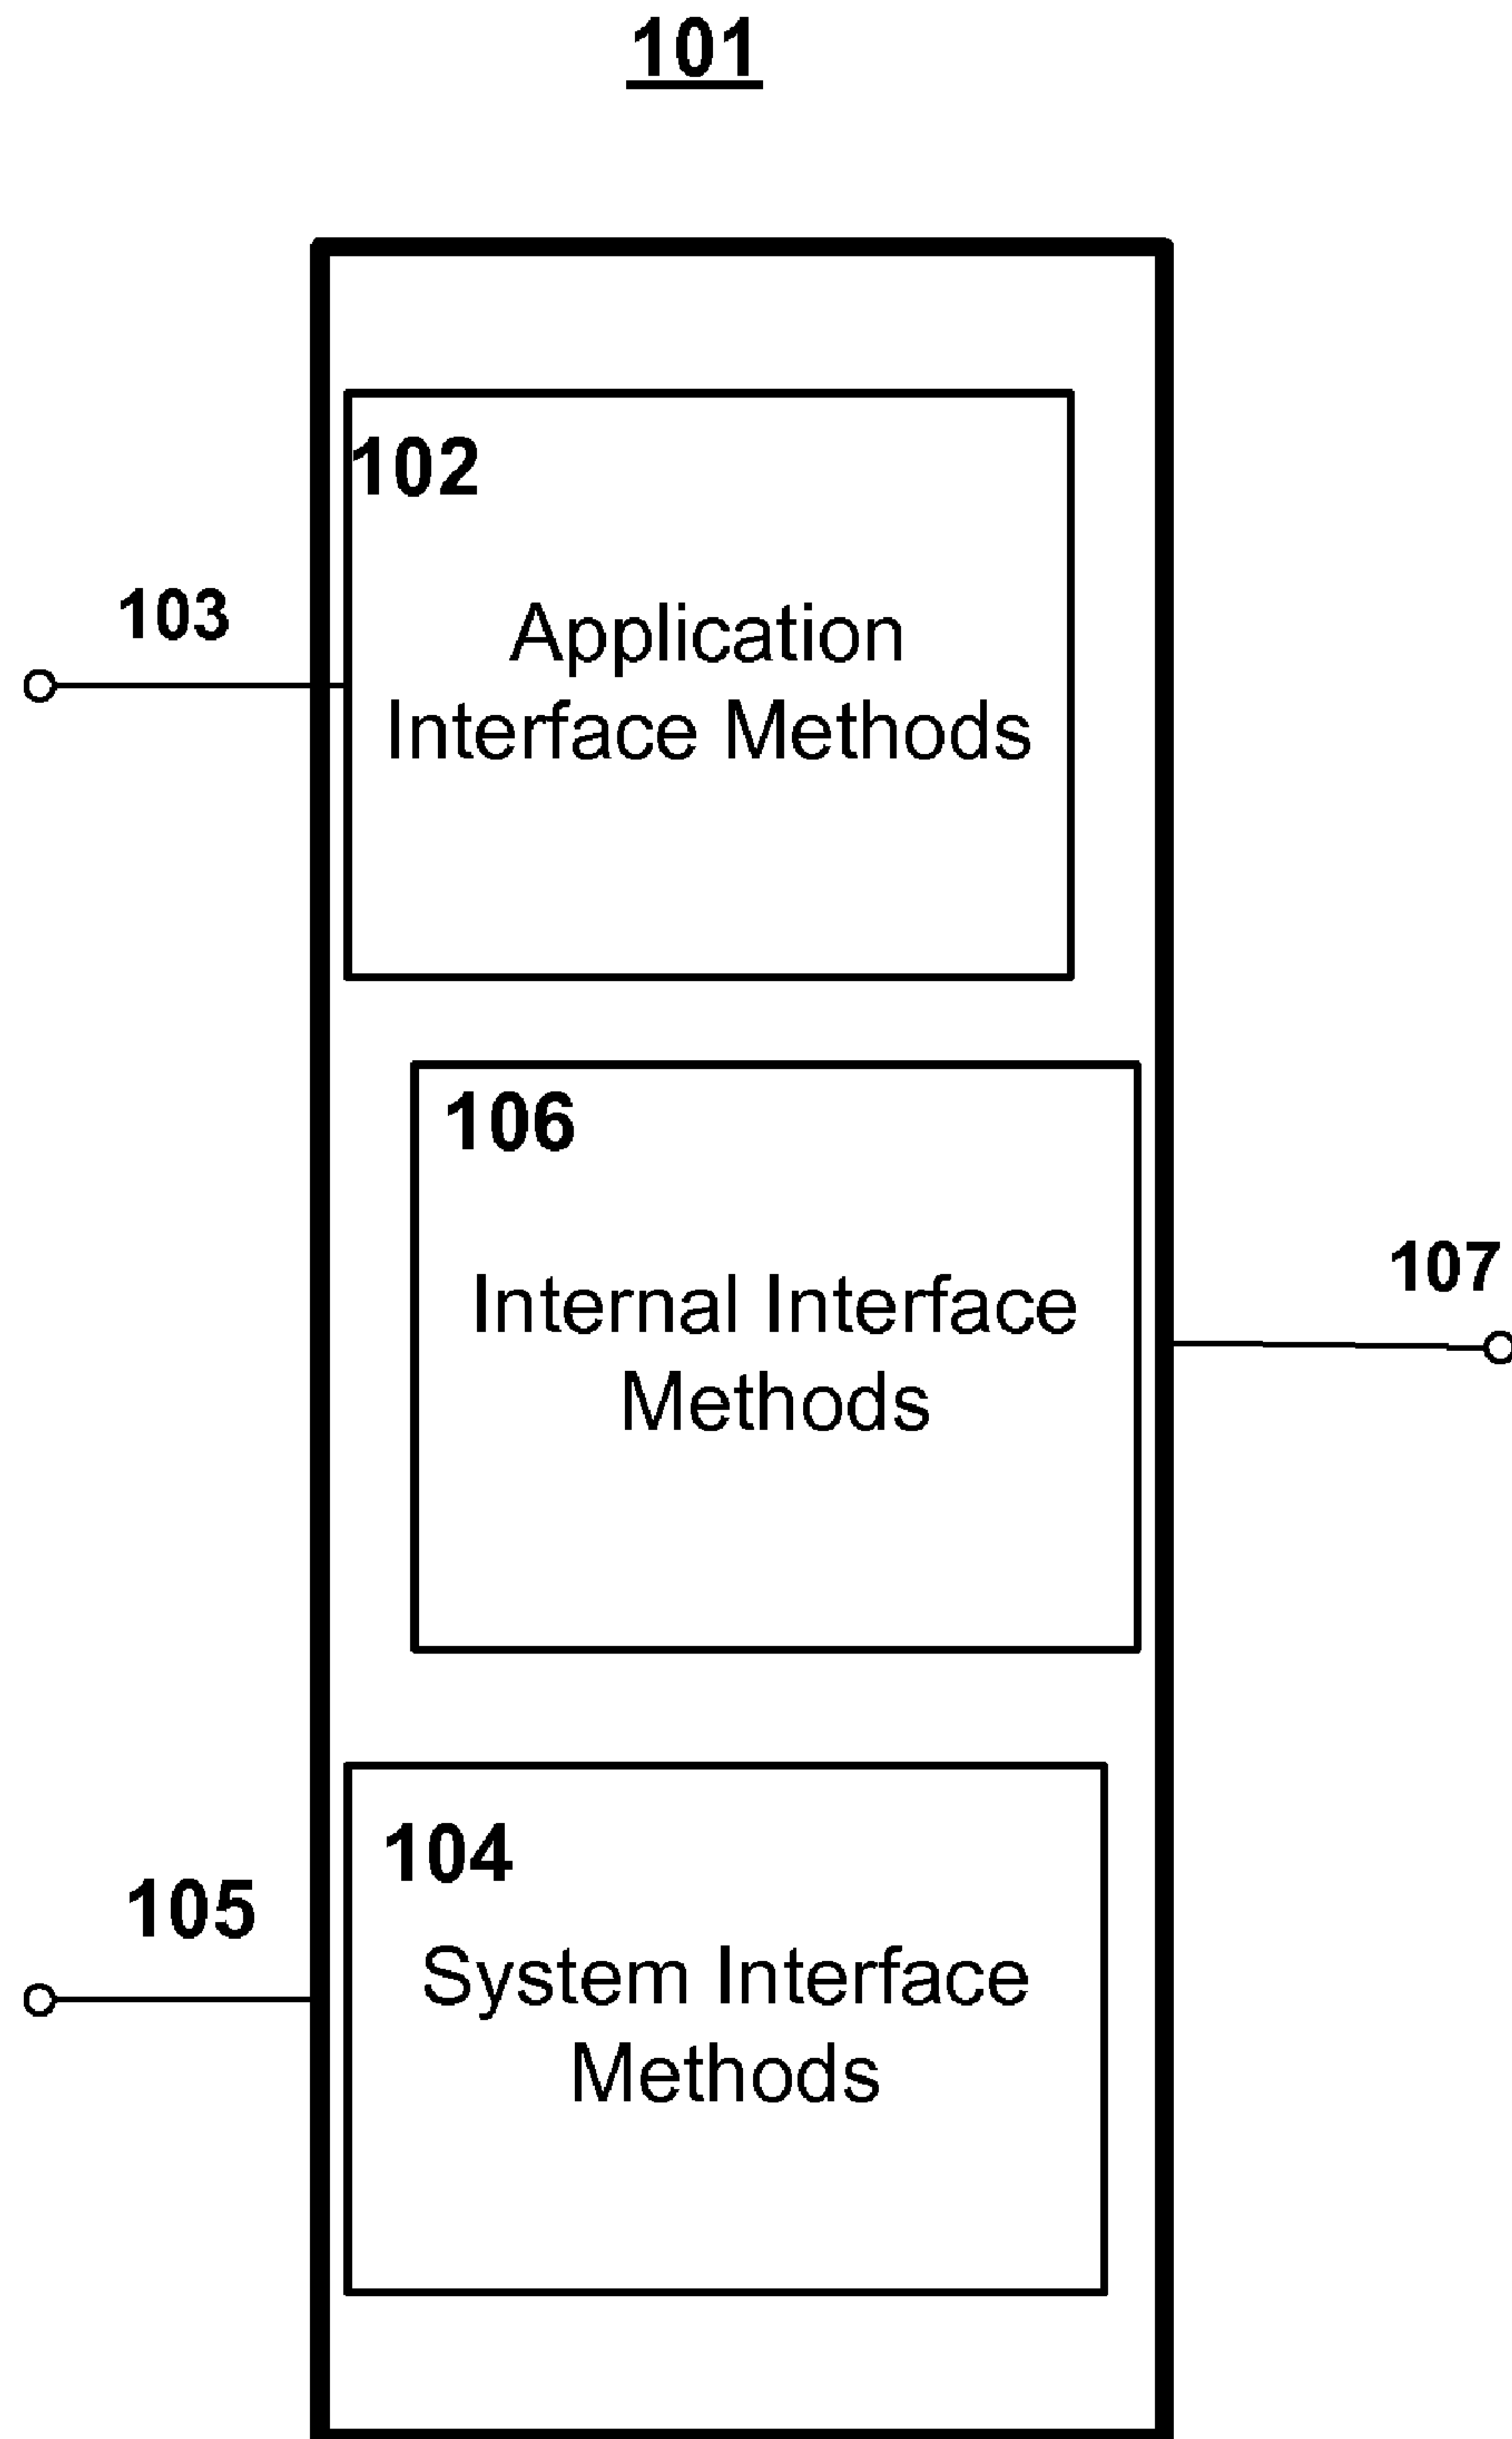 101
102
103
Application
Interface Methods
106
107
Internal Interface
Methods
104
105
System Interface
Methods